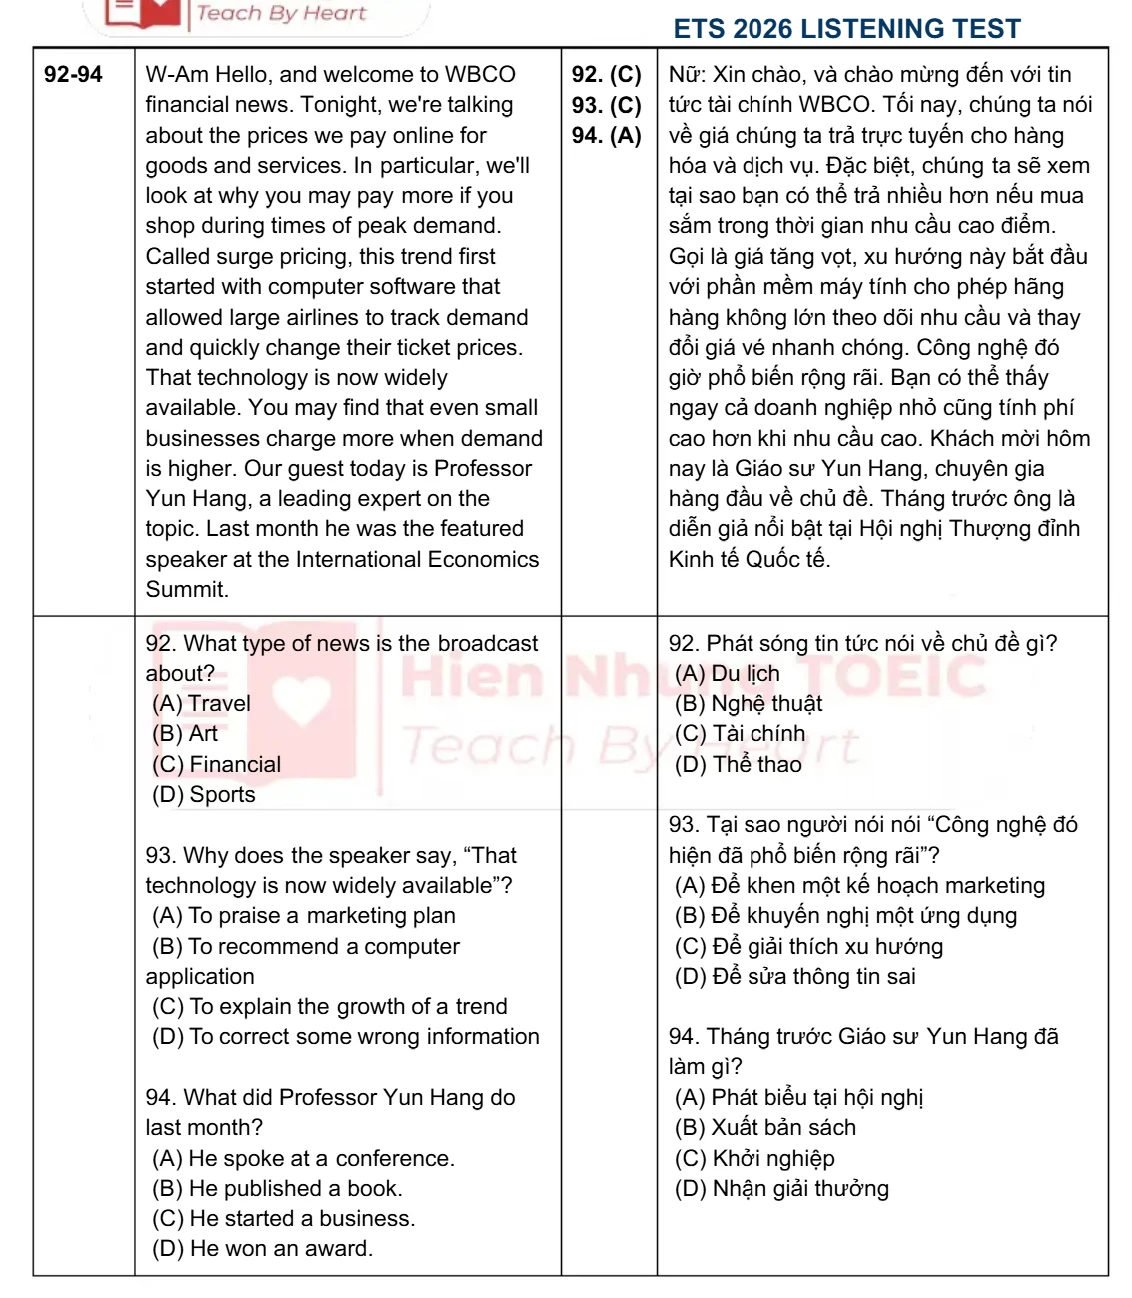 Teach By Heart
ETS 2026 LISTENING TEST
92-94
W-Am Hello, and welcome to WBCO
financial news. Tonight, we're talking
about the prices we pay online for
goods and services. In particular, we'll
look at why you may pay more if you
shop during times of peak demand.
Called surge pricing, this trend first
started with computer software that
allowed large airlines to track demand
and quickly change their ticket prices.
That technology is now widely
available. You may find that even small
businesses charge more when demand
is higher. Our guest today is Professor
Yun Hang, a leading expert on the
topic. Last month he was the featured
speaker at the International Economics
Summit.
92. (C)
93. (C)
94. (A)
Nữ: Xin chào, và chào mừng đến với tin
tức tài chính WBCO. Tối nay, chúng ta nói
về giá chúng ta trả trực tuyến cho hàng
hóa và dịch vụ. Đặc biệt, chúng ta sẽ xem
tại sao bạn có thể trả nhiều hơn nếu mua
sắm trong thời gian nhu cầu cao điểm.
Gọi là giá tăng vọt, xu hướng này bắt đầu
với phần mềm máy tính cho phép hãng
hàng không lớn theo dõi nhu cầu và thay
đổi giá vé nhanh chóng. Công nghệ đó
giờ phổ biến rộng rãi. Bạn có thể thấy
ngay cả doanh nghiệp nhỏ cũng tính phí
cao hơn khi nhu cầu cao. Khách mời hôm
nay là Giáo sư Yun Hang, chuyên gia
hàng đầu về chủ đề. Tháng trước ông là
diễn giả nổi bật tại Hội nghị Thượng đỉnh
Kinh tế Quốc tế.
92. What type of news is the broadcast
about?
(A) Travel
(B) Art
(C) Financial
(D) Sports
93. Why does the speaker say, “That
technology is now widely available”?
(A) To praise a marketing plan
(B) To recommend a computer
application
(C) To explain the growth of a trend
(D) To correct some wrong information
94. What did Professor Yun Hang do
last month?
(A) He spoke at a conference.
(B) He published a book.
(C) He started a business.
(D) He won an award.
92. Phát sóng tin tức nói về chủ đề gì?
(A) Du lịch
(B) Nghệ thuật
(C) Tài chính
(D) Thể thao
93. Tại sao người nói nói “Công nghệ đó
hiện đã phổ biến rộng rãi”?
(A) Để khen một kế hoạch marketing
(B) Để khuyến nghị một ứng dụng
(C) Để giải thích xu hướng
(D) Để sửa thông tin sai
94. Tháng trước Giáo sư Yun Hang đã
làm gì?
(A) Phát biểu tại hội nghị
(B) Xuất bản sách
(C) Khởi nghiệp
(D) Nhận giải thưởng
Hien Nhung TOEIC
Teach By Heart